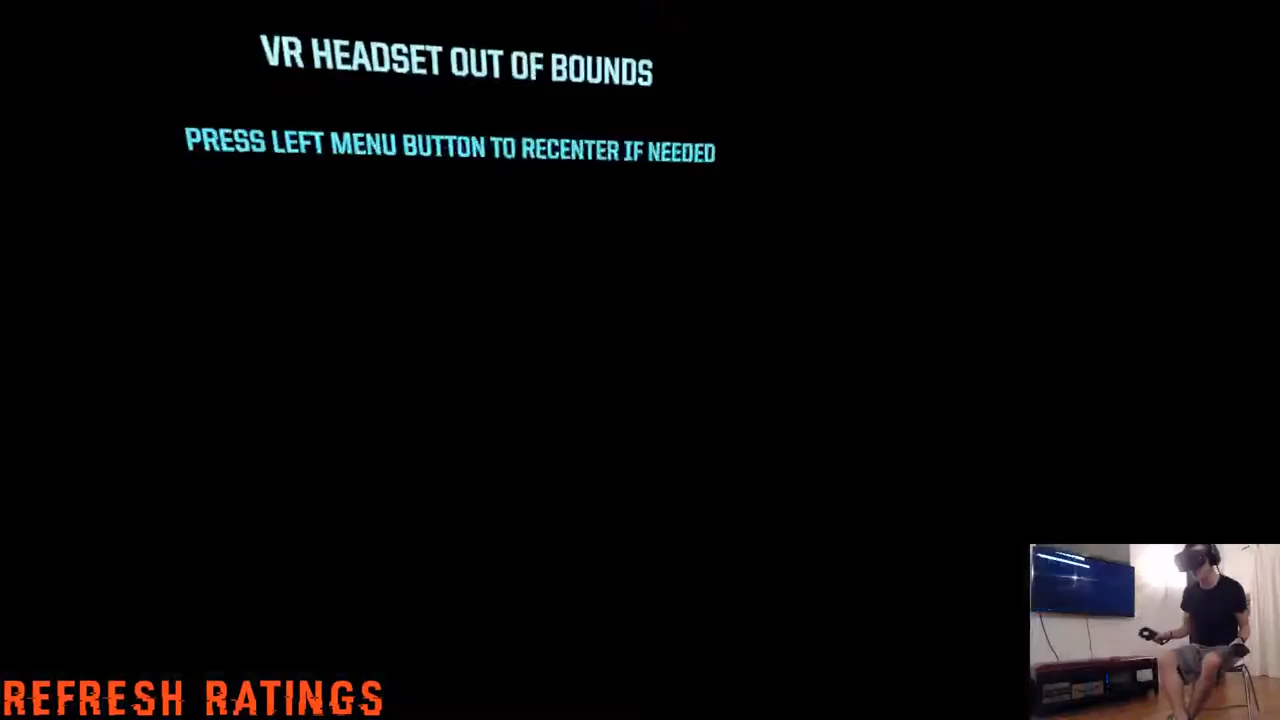 VR HEADSET OUT OF BOUNDS
PRESS LEFT MENU BUTTON TO RECENTER IF NEEDED
REFRESH RATINGS